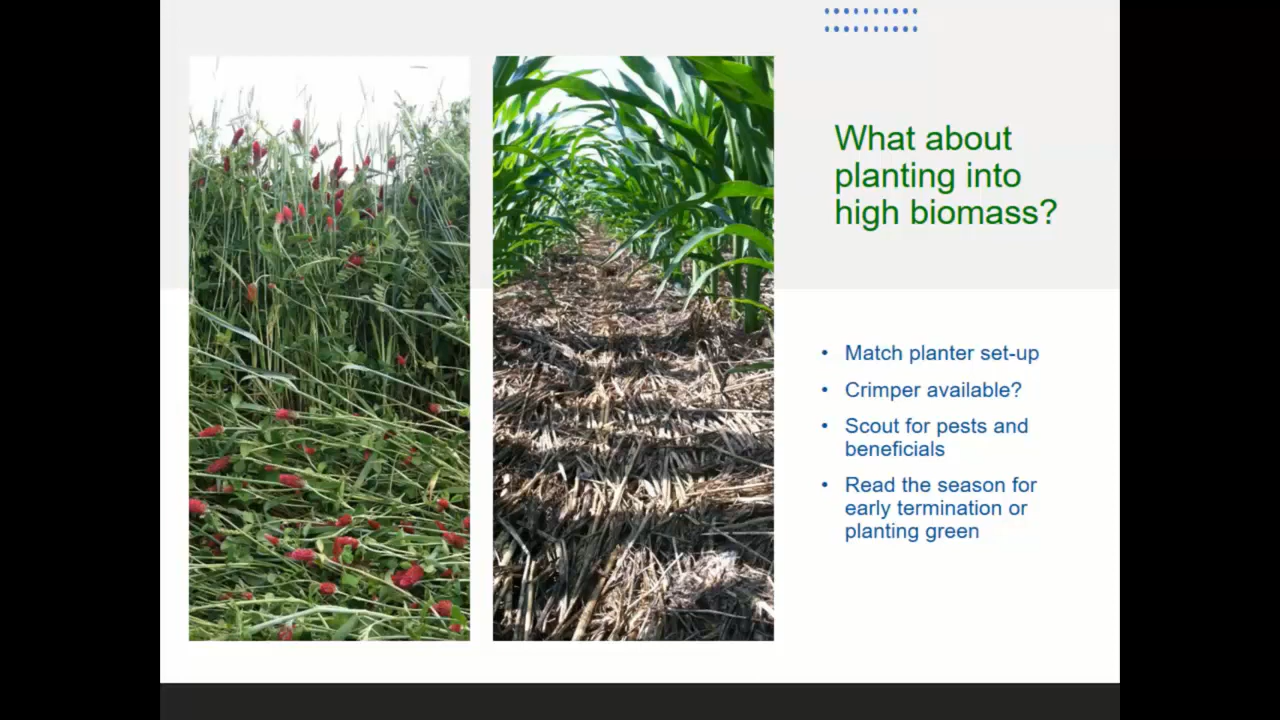 What about
planting into
high biomass?
• Match planter set-up
• Crimper available?
• Scout for pests and
beneficials
• Read the season for
early termination or
planting green